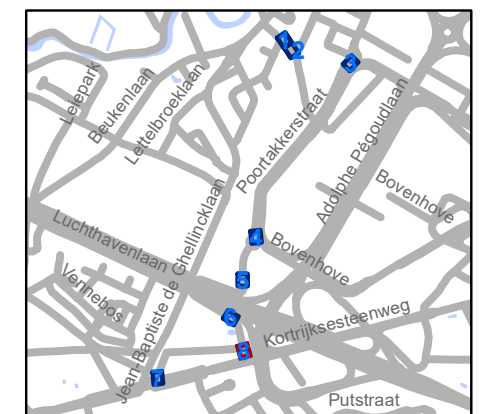 1
2
3
Leiepark
Beukenlaan
Lettelbroeklaan
Poortakkerstraat
Adolphe Pégoudlaan
Bovenhove
4
Bovenhove
Luchthavenlaan
Jean-Baptiste de Ghellincklaan
5
Vennebos
6
Kortrijksesteenweg
8
7
Putstraat